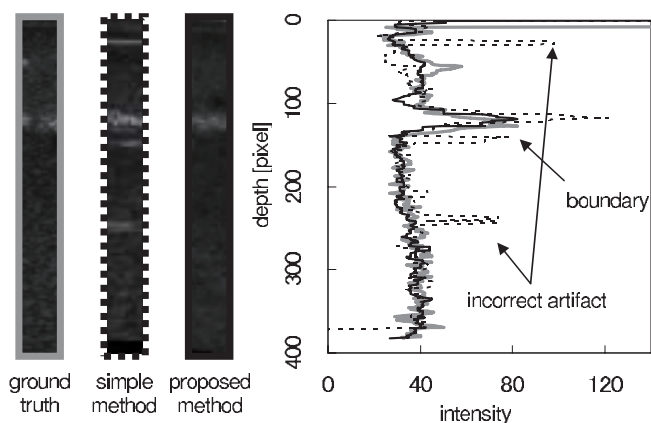 ground truth
simple method
proposed method
depth [pixel]
0
100
200
300
400
boundary
incorrect artifact
0
40
80
120
intensity